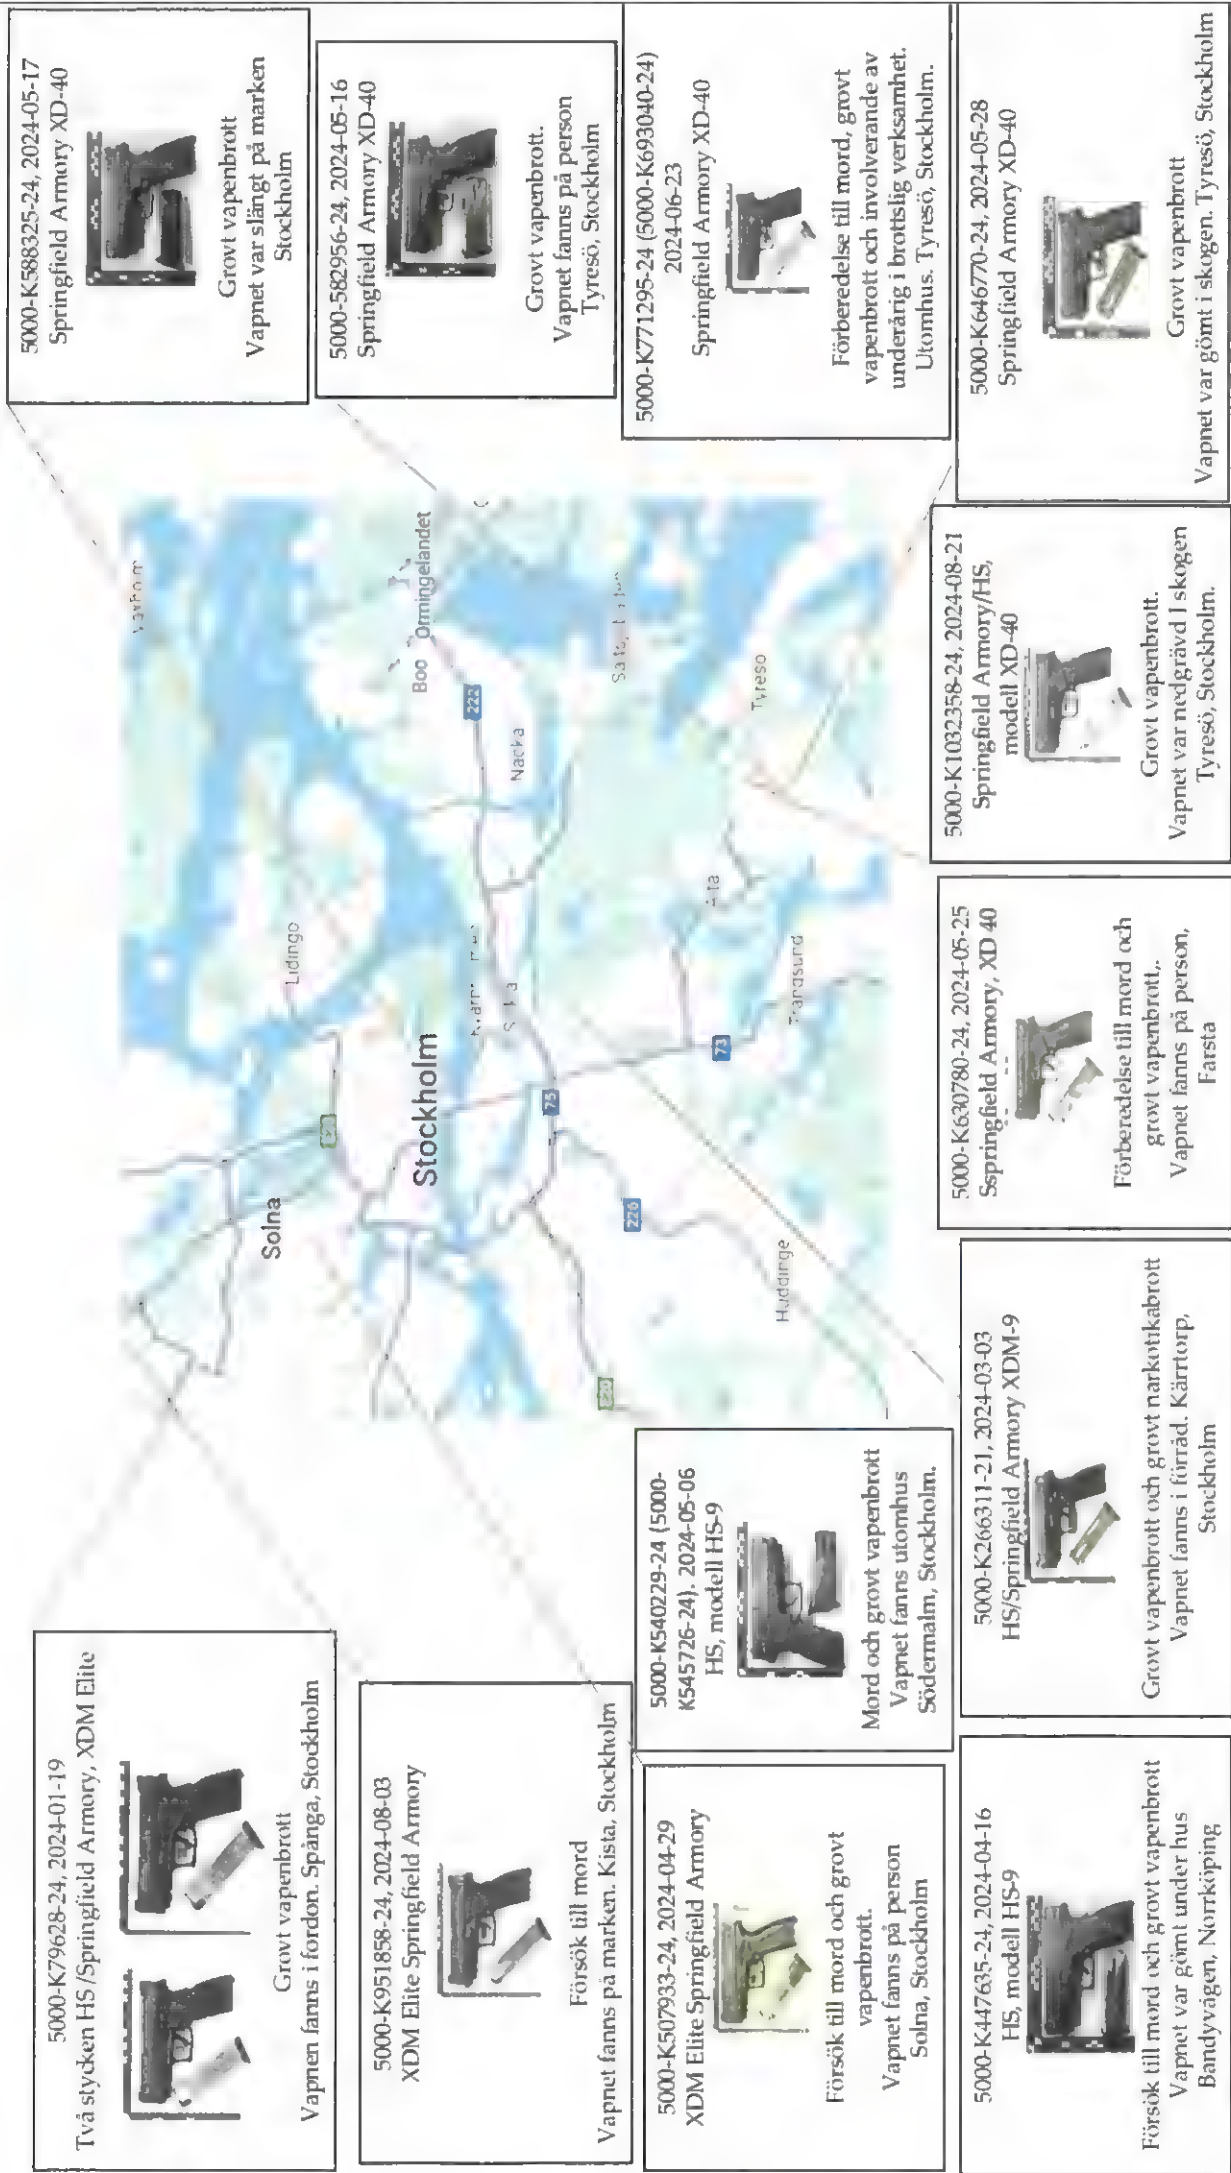 5000-K79628-24, 2024-01-19
Två stycken HS/Springfield Armory, XDM Elite
Grovt vapenbrott
Vapnen fanns i fordon. Spånga, Stockholm
5000-K951858-24, 2024-08-03
XDM Elite Springfield Armory
Försök till mord
Vapnet fanns på marken. Kista, Stockholm
5000-K507933-24, 2024-04-29
XDM Elite Springfield Armory
Försök till mord och grovt
vapenbrott.
Vapnet fanns på person
Solna, Stockholm
5000-K447635-24, 2024-04-16
HS, modell HS-9
Försök till mord och grovt vapenbrott
Vapnet var gömt under hus
Bandyvägen, Norrköping
5000-K540229-24 (5000-
K545726-24). 2024-05-06
HS, modell HS-9
Mord och grovt vapenbrott
Vapnet fanns utomhus
Södermalm, Stockholm.
5000-K266311-21, 2024-03-03
HS/Springfield Armory XDM-9
Grovt vapenbrott och grovt narkotikabrott
Vapnet fanns i förråd. Kärrtorp,
Stockholm
5000-K630780-24, 2024-05-25
Sspringfield Armory, XD 40
Förberedelse till mord och
grovt vapenbrott,.
Vapnet fanns på person,
Farsta
5000-K1032358-24, 2024-08-21
Springfield Armory/HS,
modell XD-40
Grovt vapenbrott.
Vapnet var nedgrävd I skogen
Tyresö, Stockholm.
5000-K588325-24, 2024-05-17
Springfield Armory XD-40
Grovt vapenbrott
Vapnet var slängt på marken
Stockholm
5000-582956-24, 2024-05-16
Springfield Armory XD-40
Grovt vapenbrott.
Vapnet fanns på person
Tyresö, Stockholm
5000-K771295-24 (5000-K693040-24)
2024-06-23
Springfield Armory XD-40
Förberedelse till mord, grovt
vapenbrott och involverande av
underårig i brottslig verksamhet.
Utomhus. Tyresö, Stockholm.
5000-K646770-24, 2024-05-28
Springfield Armory XD-40
Grovt vapenbrott
Vapnet var gömt i skogen. Tyresö, Stockholm
Solna
Lidingö
Stockholm
Boo
Orminge­landet
222
Nacka
75
226
73
Älta
Trångsund
Tyresö
Huddinge